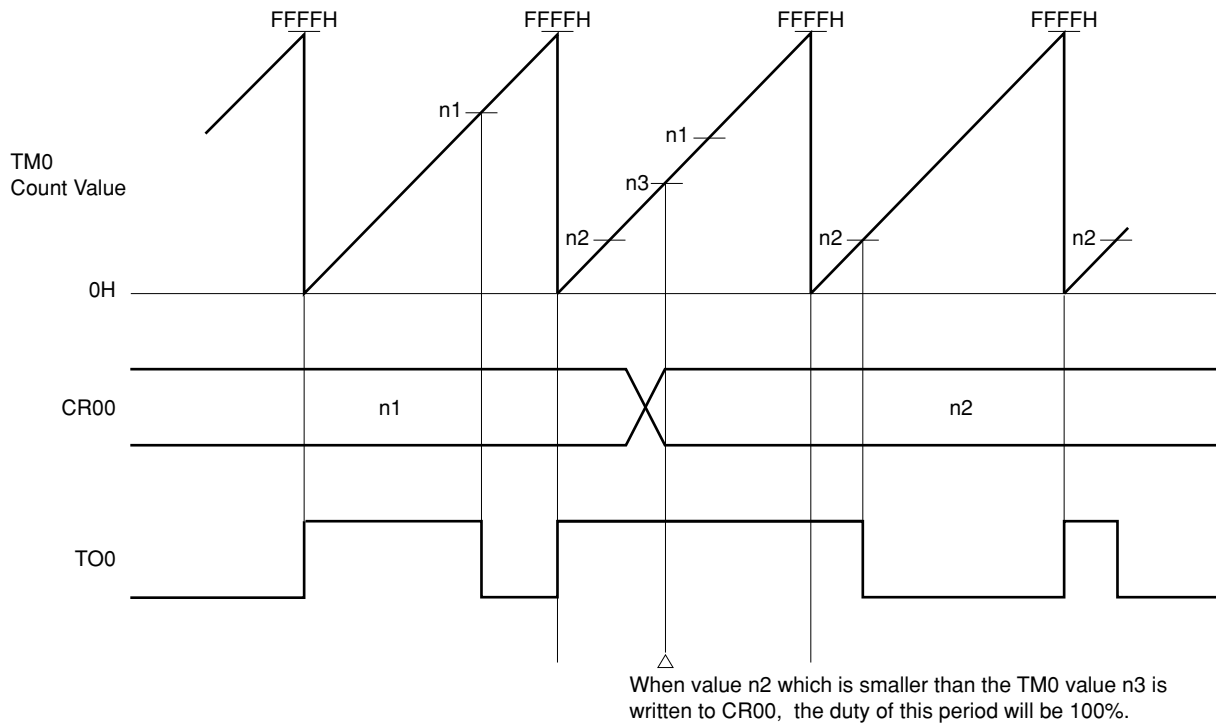 FFFFH FFFFH FFFFH FFFFH
n1
n1
TM0
Count Value
n3
n2 n2 n2
0H
CR00 n1 n2
TO0
When value n2 which is smaller than the TM0 value n3 is
written to CR00, the duty of this period will be 100%.